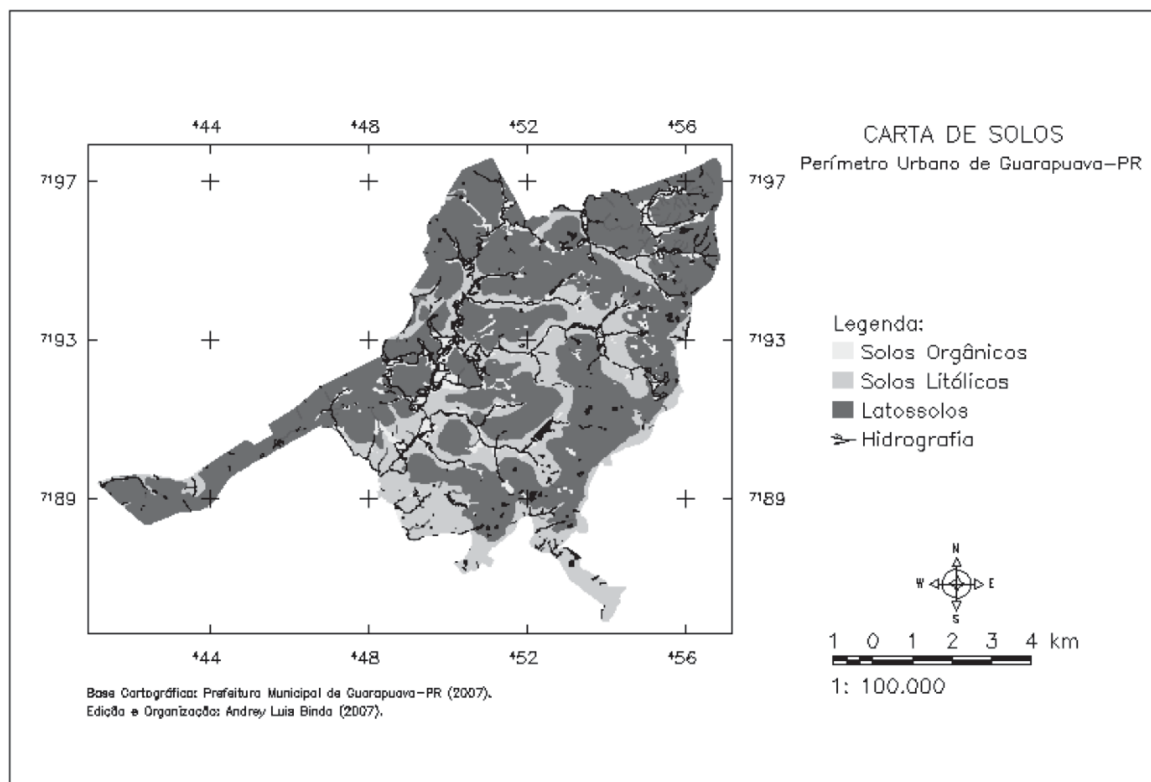 CARTA DE SOLOS
Perímetro Urbano de Guarapuava-PR
444 448 452 456
7197 7197
7193 7193
7189 7189
444 448 452 456
Legenda:
Solos Orgânicos
Solos Litólicos
Latossolos
Hidrografia
N
W E
S
1 0 1 2 3 4 km
1: 100.000
Base Cartográfica: Prefeitura Municipal de Guarapuava-PR (2007).
Edição e Organização: Andrey Luis Binda (2007).